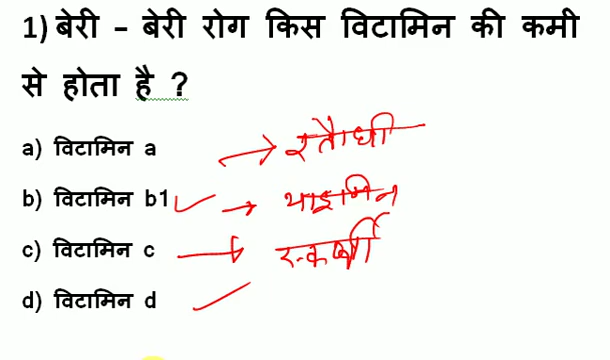 1) बेरी – बेरी रोग किस विटामिन की कमी
से होता है ?
a) विटामिन a → रतौंधी
b) विटामिन b1 → थाइमिन
c) विटामिन c → स्कर्वी
d) विटामिन d